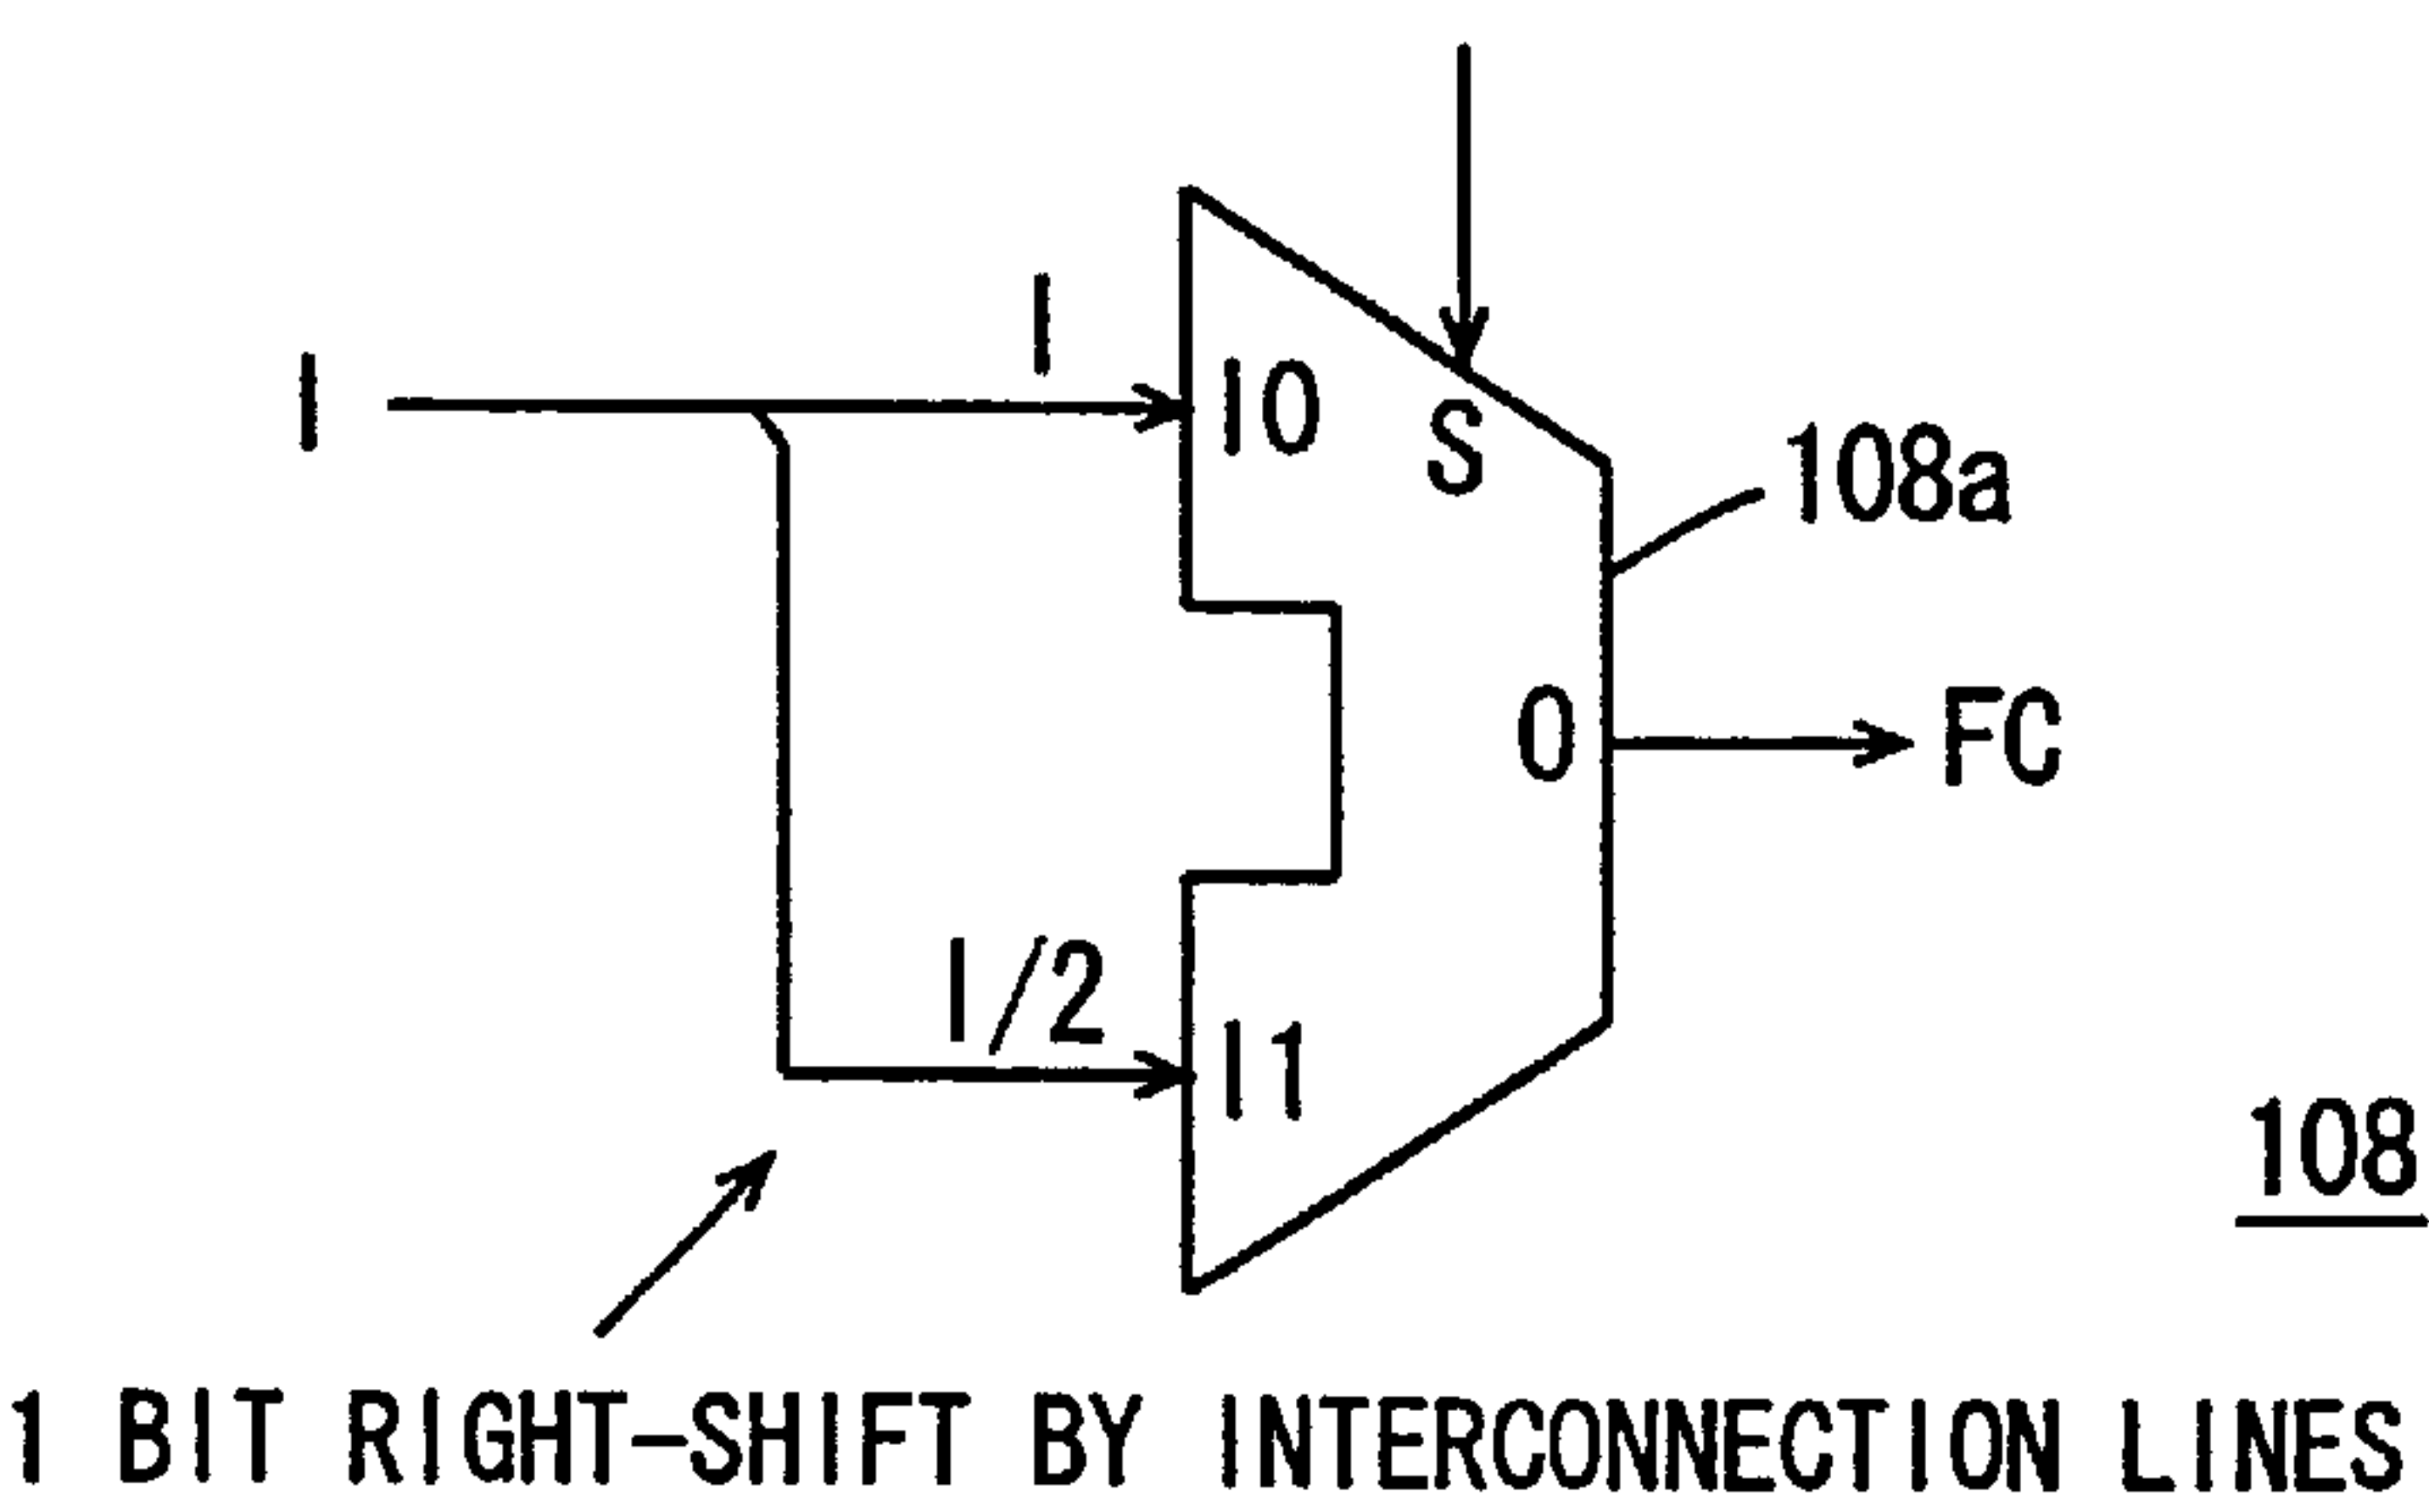 I
I
I0
S
108a
O
FC
I/2
I1
108
1 BIT RIGHT-SHIFT BY INTERCONNECTION LINES